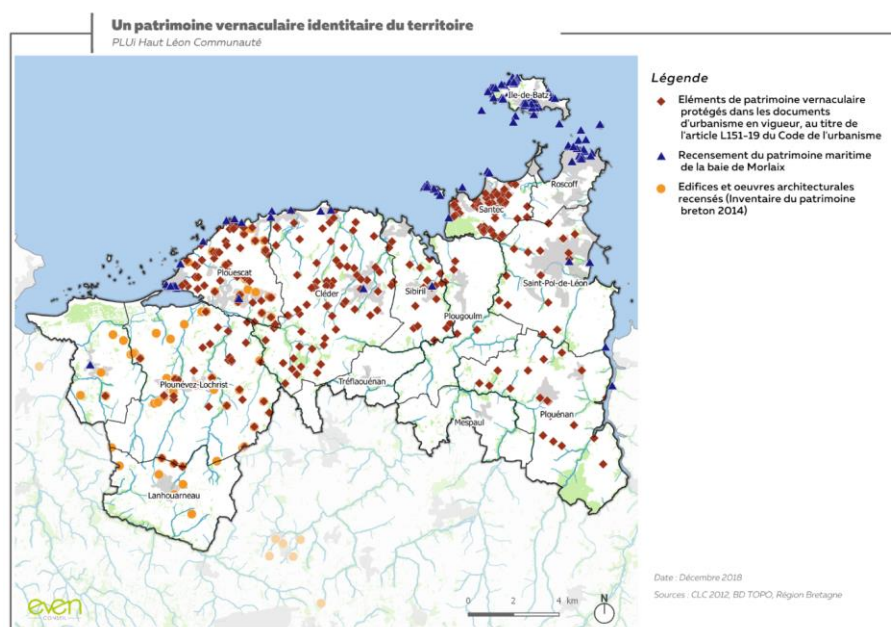 Un patrimoine vernaculaire identitaire du territoire
PLUi Haut Léon Communauté
Légende
Eléments de patrimoine vernaculaire
protégés dans les documents
d'urbanisme en vigueur, au titre de
l'article L151-19 du Code de l'urbanisme
Recensement du patrimoine maritime
de la baie de Morlaix
Edifices et oeuvres architecturales
recensés (Inventaire du patrimoine
breton 2014)
Ile-de-Batz
Roscoff
Santec
Plouescat
Cléder
Sibiril
Saint-Pol-de-Léon
Plougoulm
Plounévez-Lochrist
Tréflaouénan
Mespaul
Plouénan
Lanhouarneau
Date : Décembre 2018
Sources : CLC 2012, BD TOPO, Région Bretagne
even
CONSEIL
0 2 4 km
N